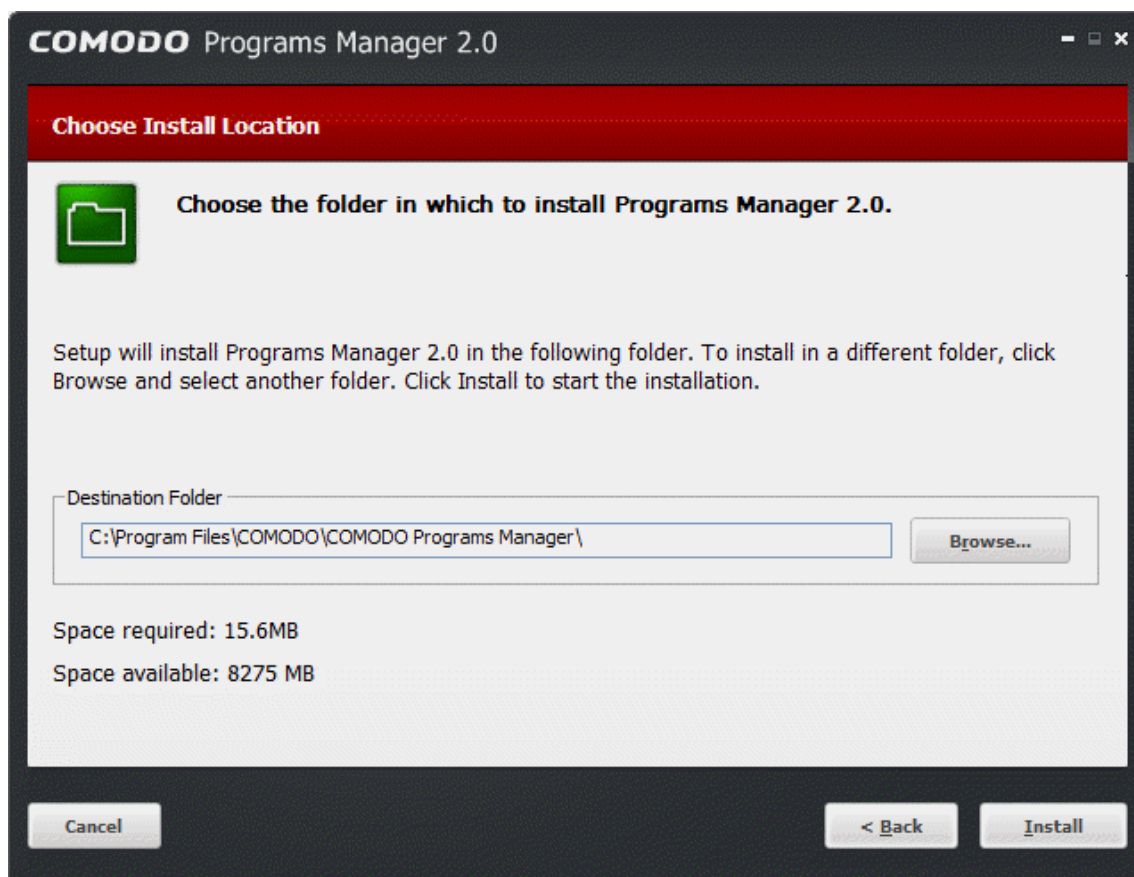 COMODO Programs Manager 2.0
Choose Install Location
Choose the folder in which to install Programs Manager 2.0.
Setup will install Programs Manager 2.0 in the following folder. To install in a different folder, click
Browse and select another folder. Click Install to start the installation.
Destination Folder
C:\Program Files\COMODO\COMODO Programs Manager\
Browse...
Space required: 15.6MB
Space available: 8275 MB
Cancel
< Back
Install